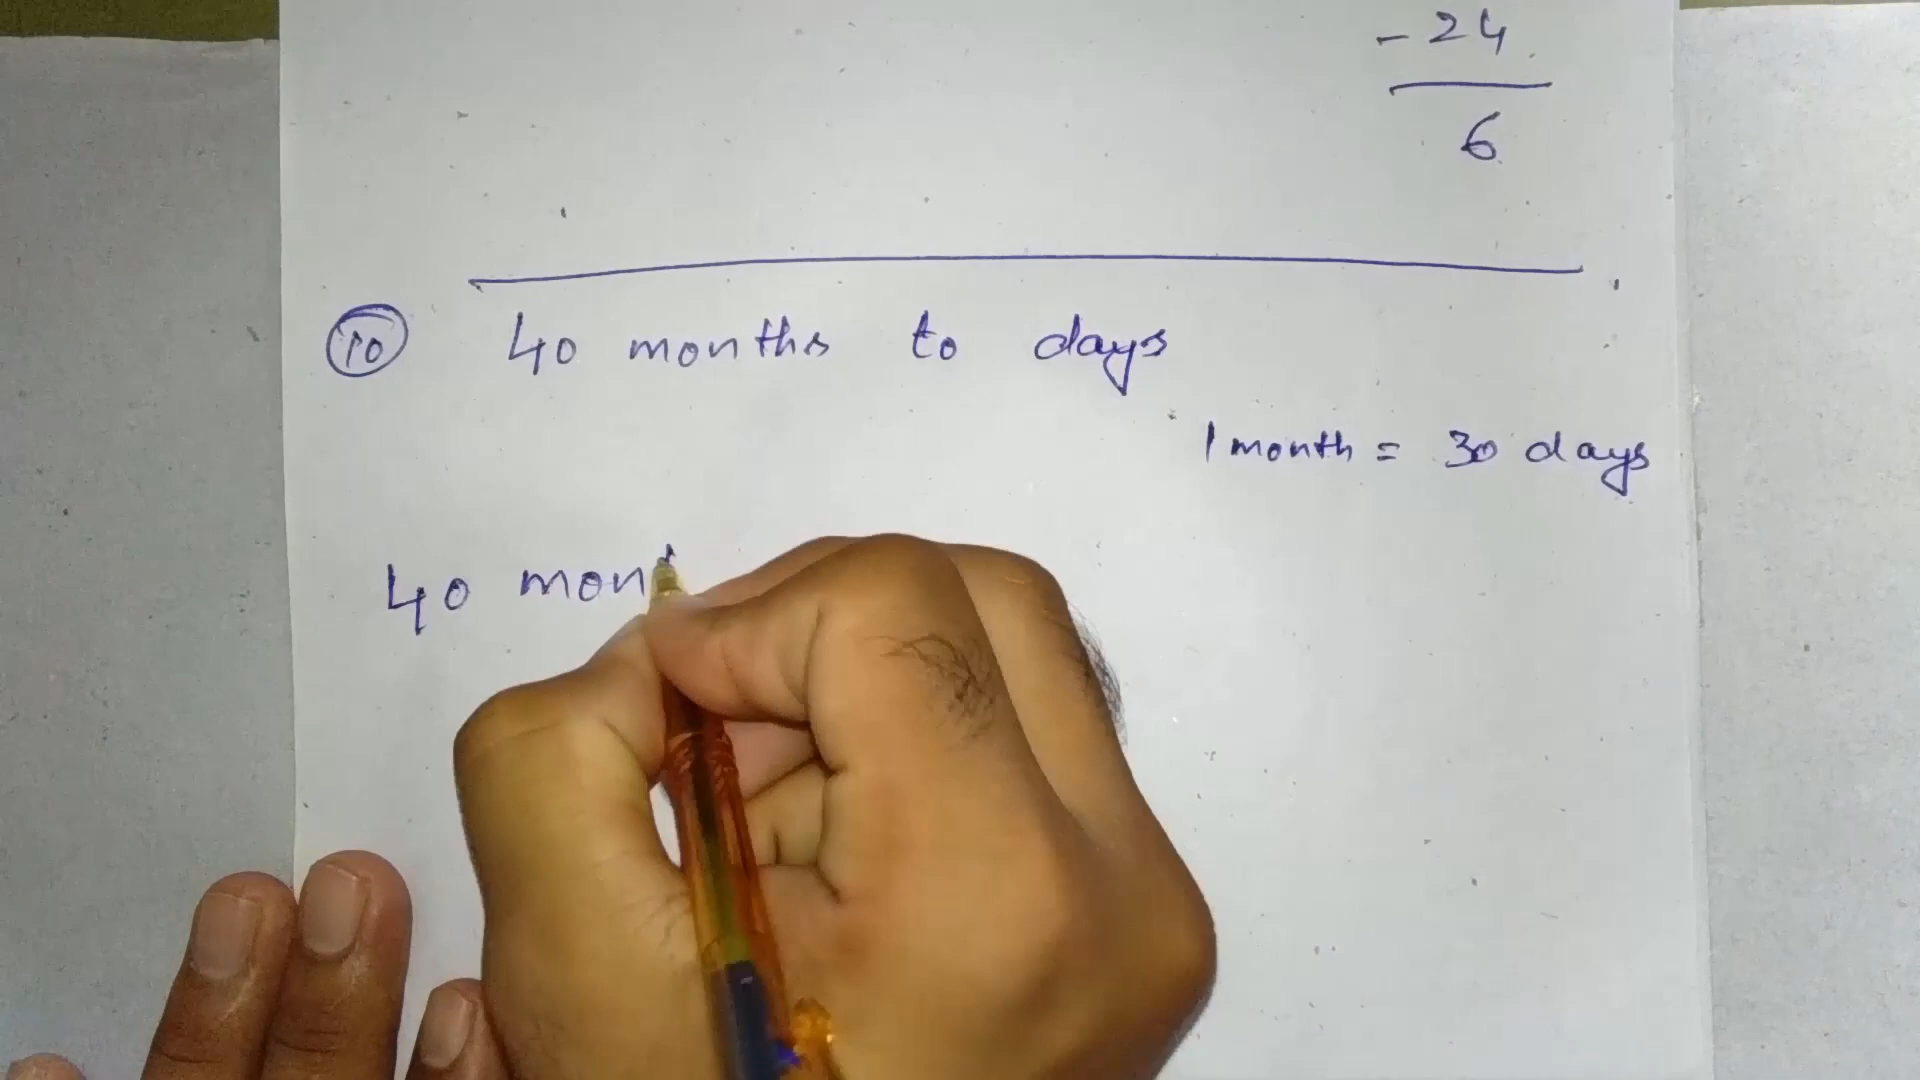 - 24
6
10 40 months to days
1 month = 30 days
40 mon